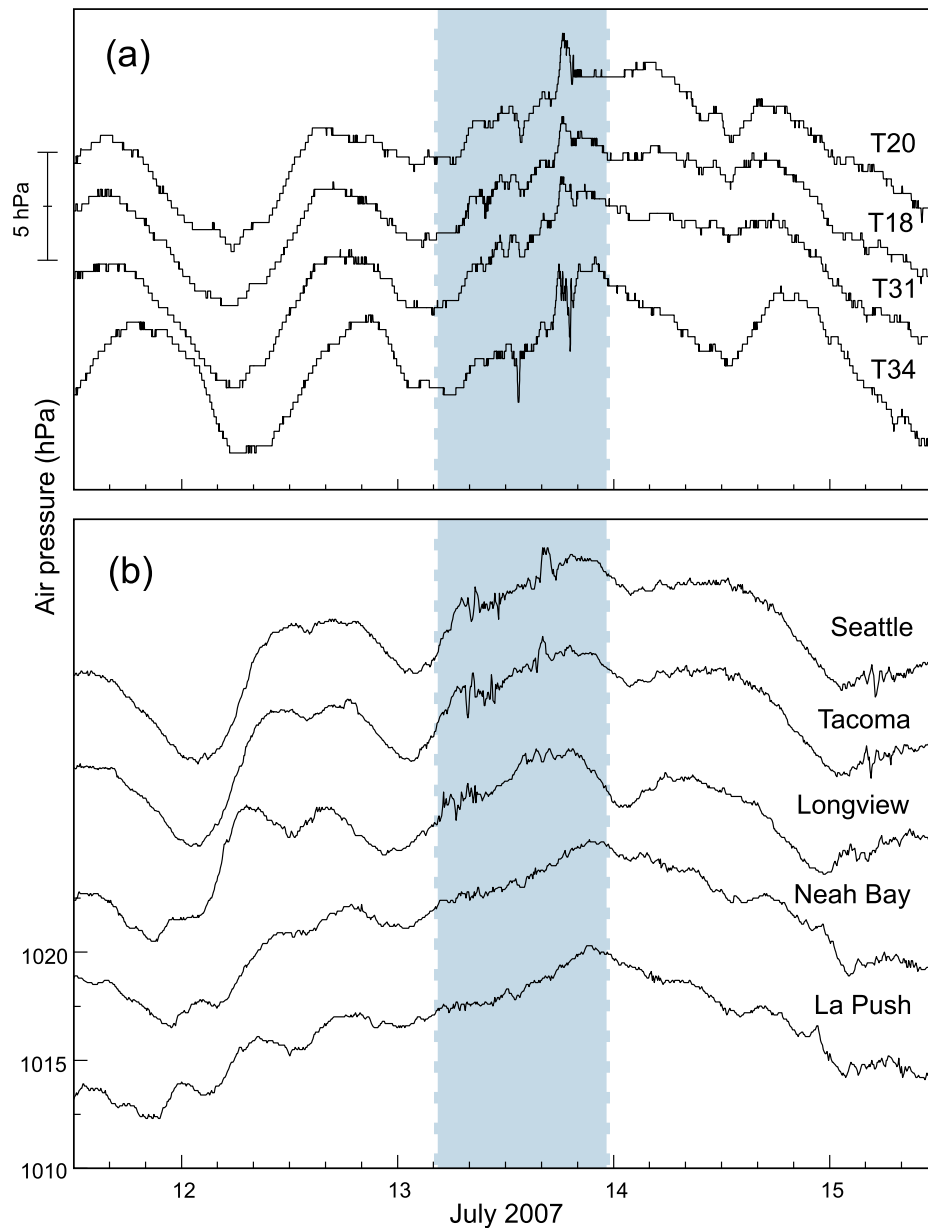 (a)
T20
T18
T31
T34
5 hPa
Air pressure (hPa)
(b)
Seattle
Tacoma
Longview
Neah Bay
La Push
1020
1015
1010
12 13 14 15
July 2007